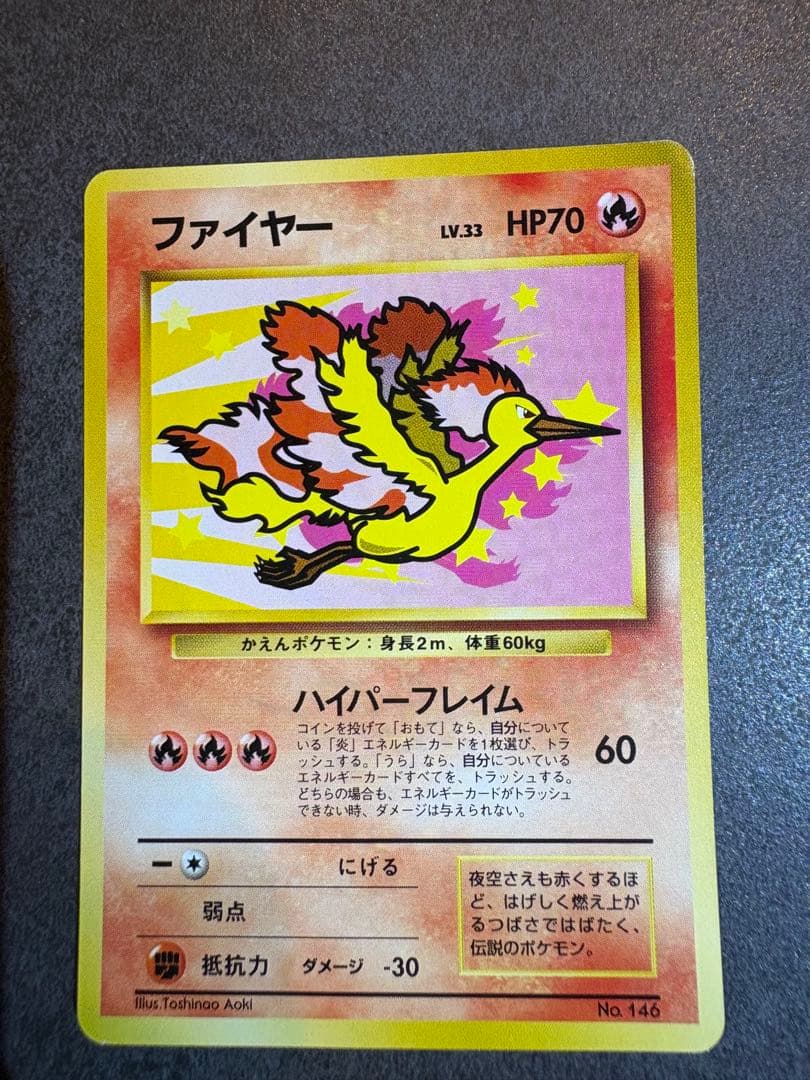 ファイヤー LV.33 HP70
かえんポケモン：身長2m、体重60kg
ハイパーフレイム
コインを投げて「おもて」なら、自分について
いる「炎」エネルギーカードを1枚選び、トラ
ッシュする。「うら」なら、自分についている
エネルギーカードすべてを、トラッシュする。
どちらの場合も、エネルギーカードがトラッシュ
できない時、ダメージは与えられない。
60
にげる
弱点
抵抗力 ダメージ -30
夜空さえも赤くするほ
ど、はげしく燃え上が
るつばさではばたく、
伝説のポケモン。
Illus.Toshinao Aoki
No. 146